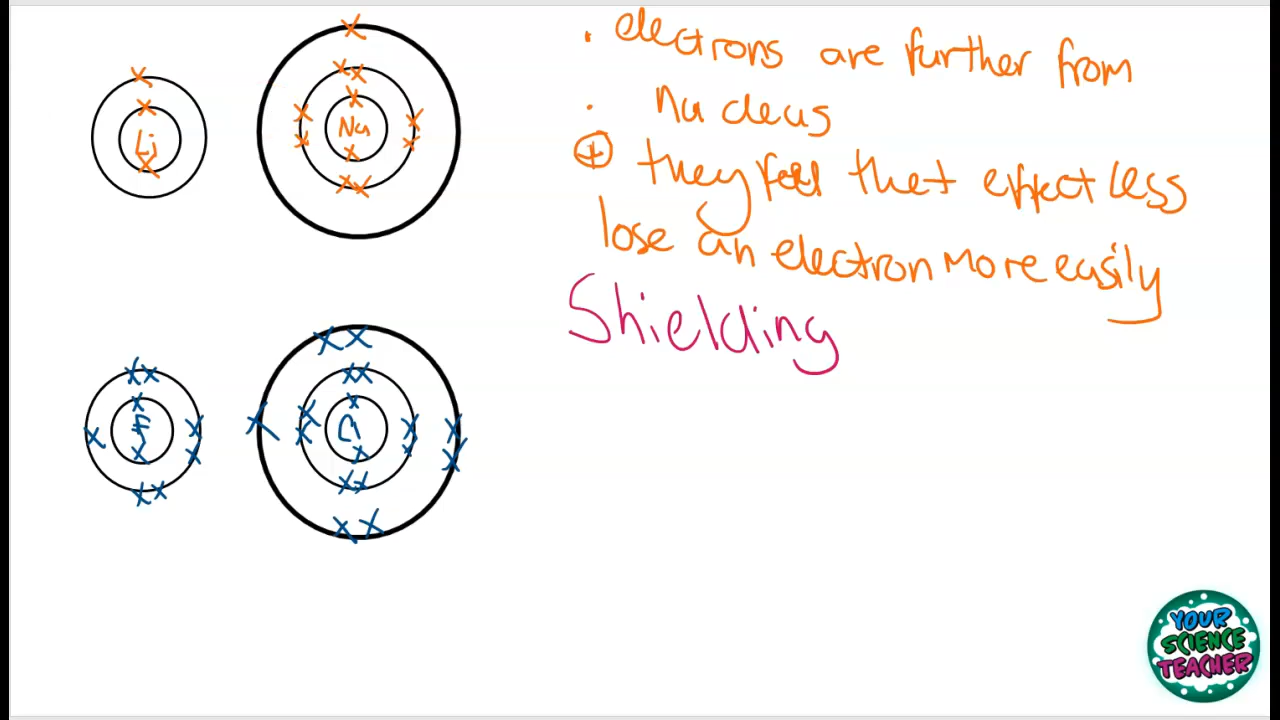 Li
Na
• electrons are further from
• nucleus
⊕ they feel that effect less
lose an electron more easily
Shielding
F
Cl
YOUR
SCIENCE
TEACHER